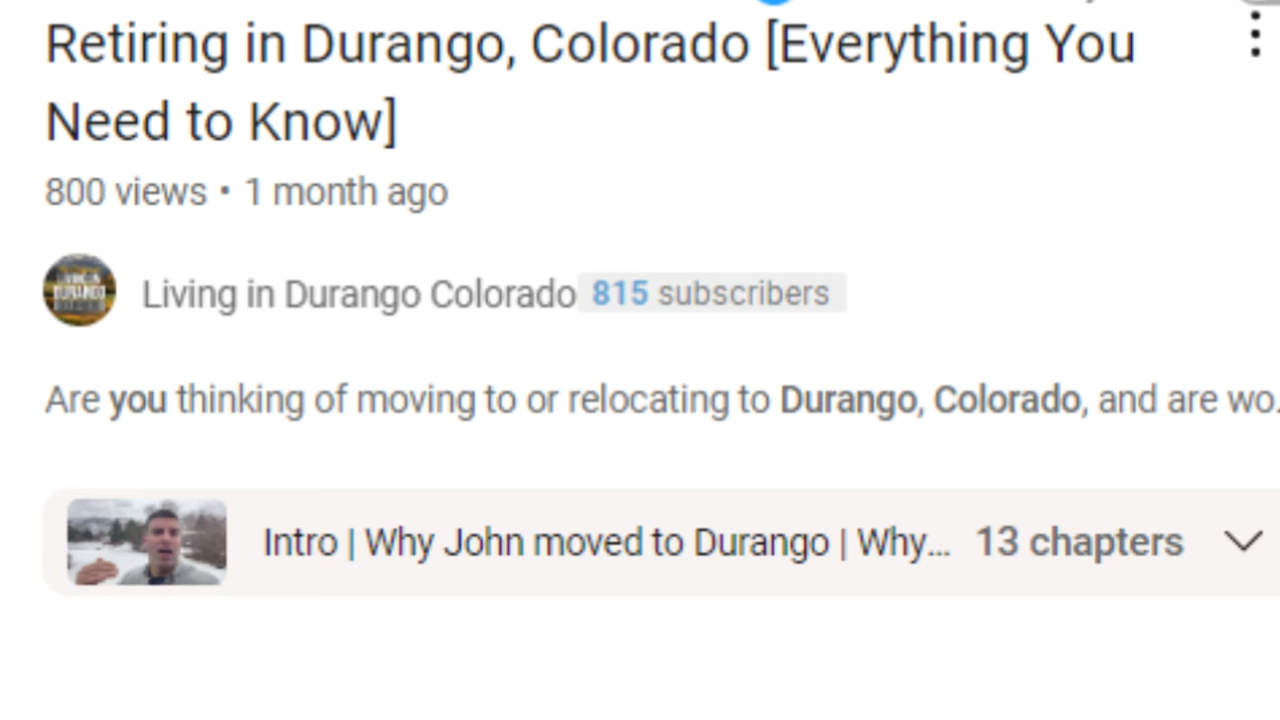 Retiring in Durango, Colorado [Everything You
Need to Know]
800 views • 1 month ago
Living in Durango Colorado 815 subscribers
Are you thinking of moving to or relocating to Durango, Colorado, and are wo.
Intro | Why John moved to Durango | Why... 13 chapters